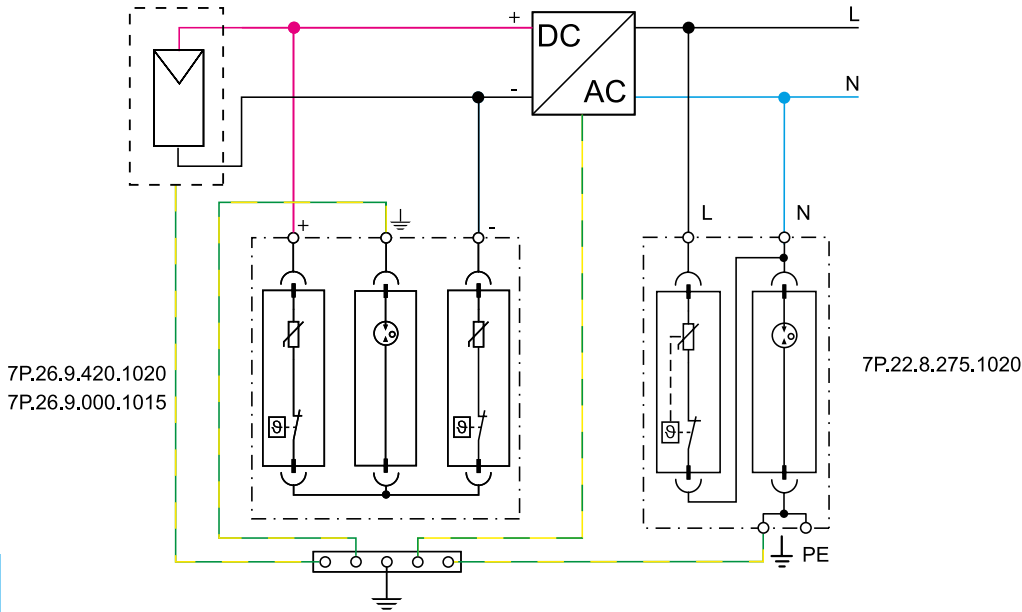 +
DC
L
-
AC
N
+
-
L
N
7P.26.9.420.1020
7P.26.9.000.1015
7P.22.8.275.1020
ϑ
ϑ
ϑ
PE